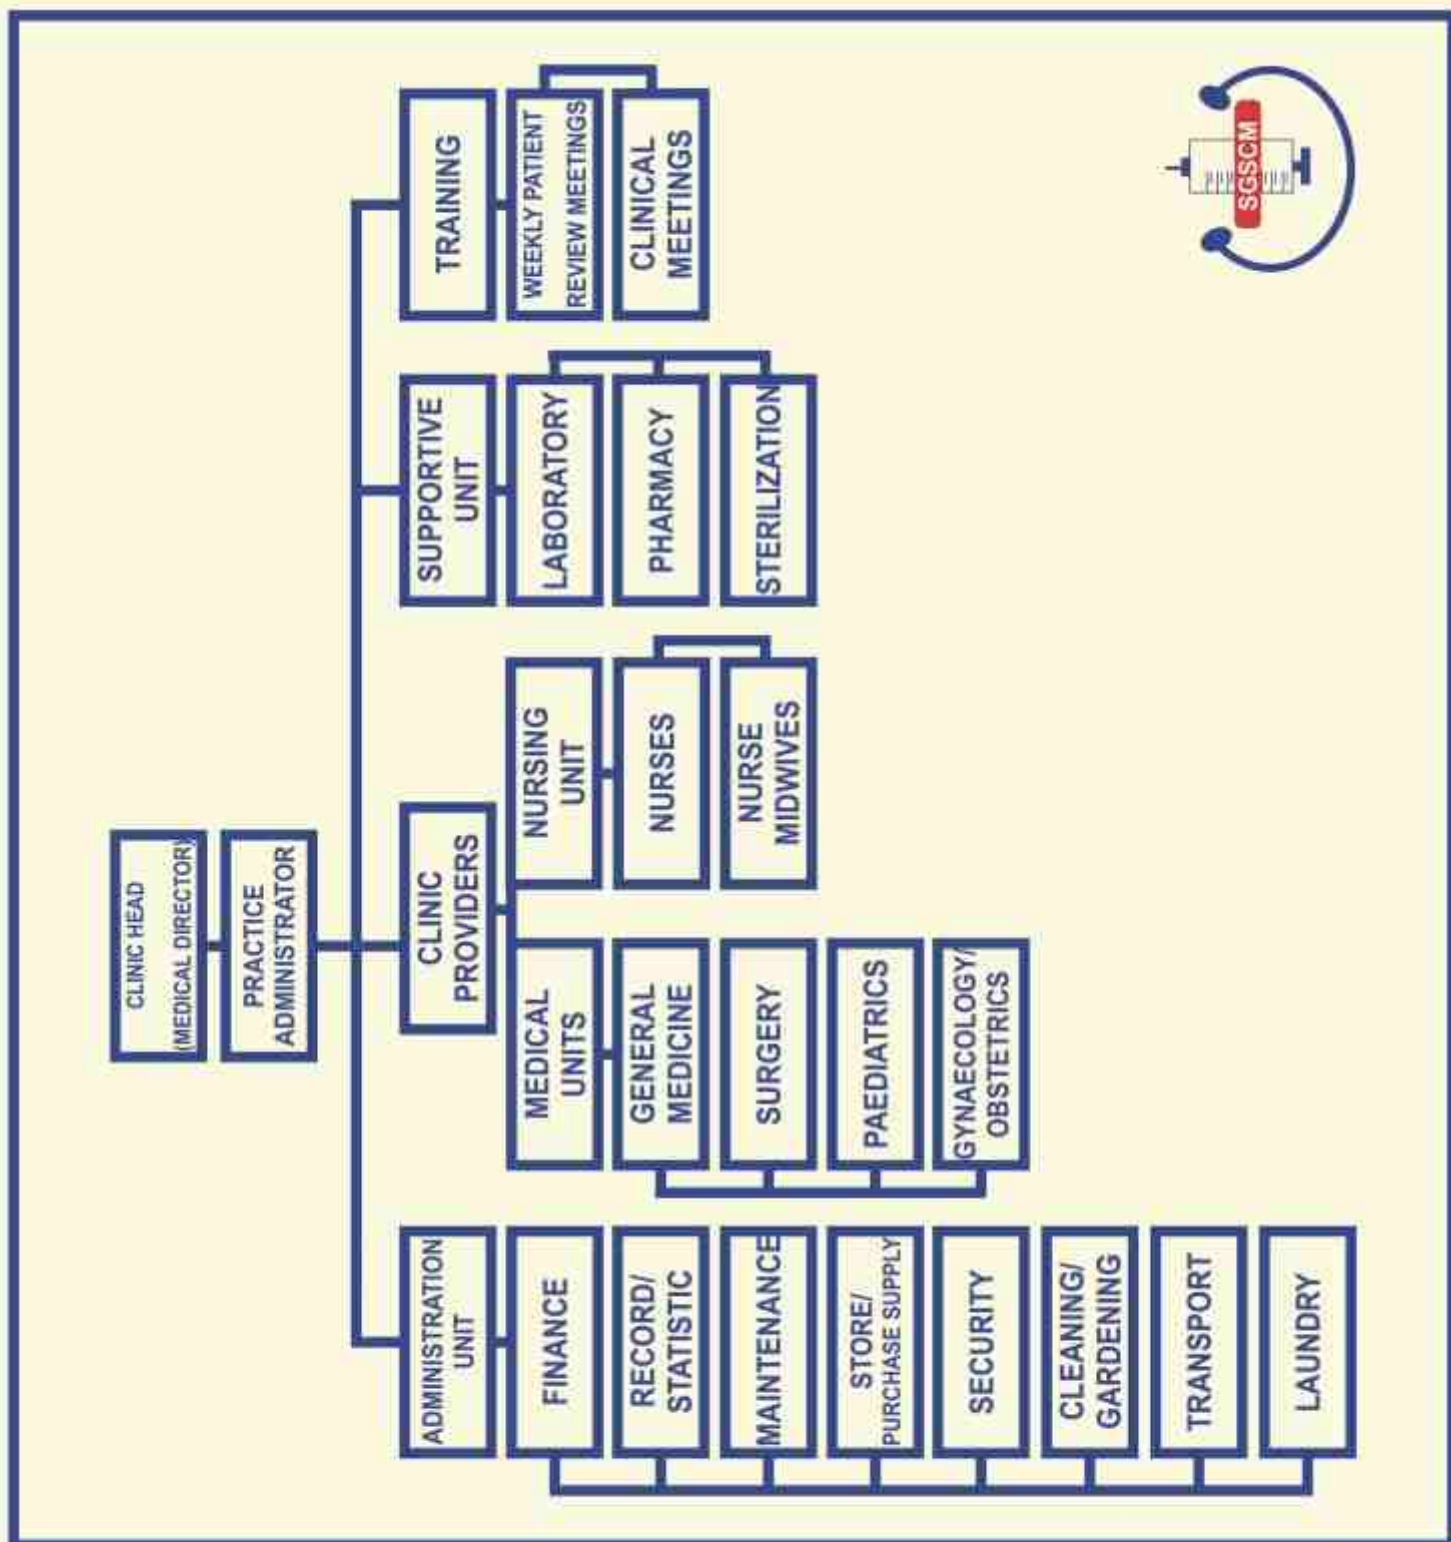 CLINIC HEAD
(MEDICAL DIRECTOR)
PRACTICE
ADMINISTRATOR
ADMINISTRATION
UNIT
FINANCE
RECORD/
STATISTIC
MAINTENANCE
STORE/
PURCHASE SUPPLY
SECURITY
CLEANING/
GARDENING
TRANSPORT
LAUNDRY
CLINIC
PROVIDERS
MEDICAL
UNITS
GENERAL
MEDICINE
SURGERY
PAEDIATRICS
GYNAECOLOGY/
OBSTETRICS
NURSING
UNIT
NURSES
NURSE
MIDWIVES
SUPPORTIVE
UNIT
LABORATORY
PHARMACY
STERILIZATION
TRAINING
WEEKLY PATIENT
REVIEW MEETINGS
CLINICAL
MEETINGS
SGSCM